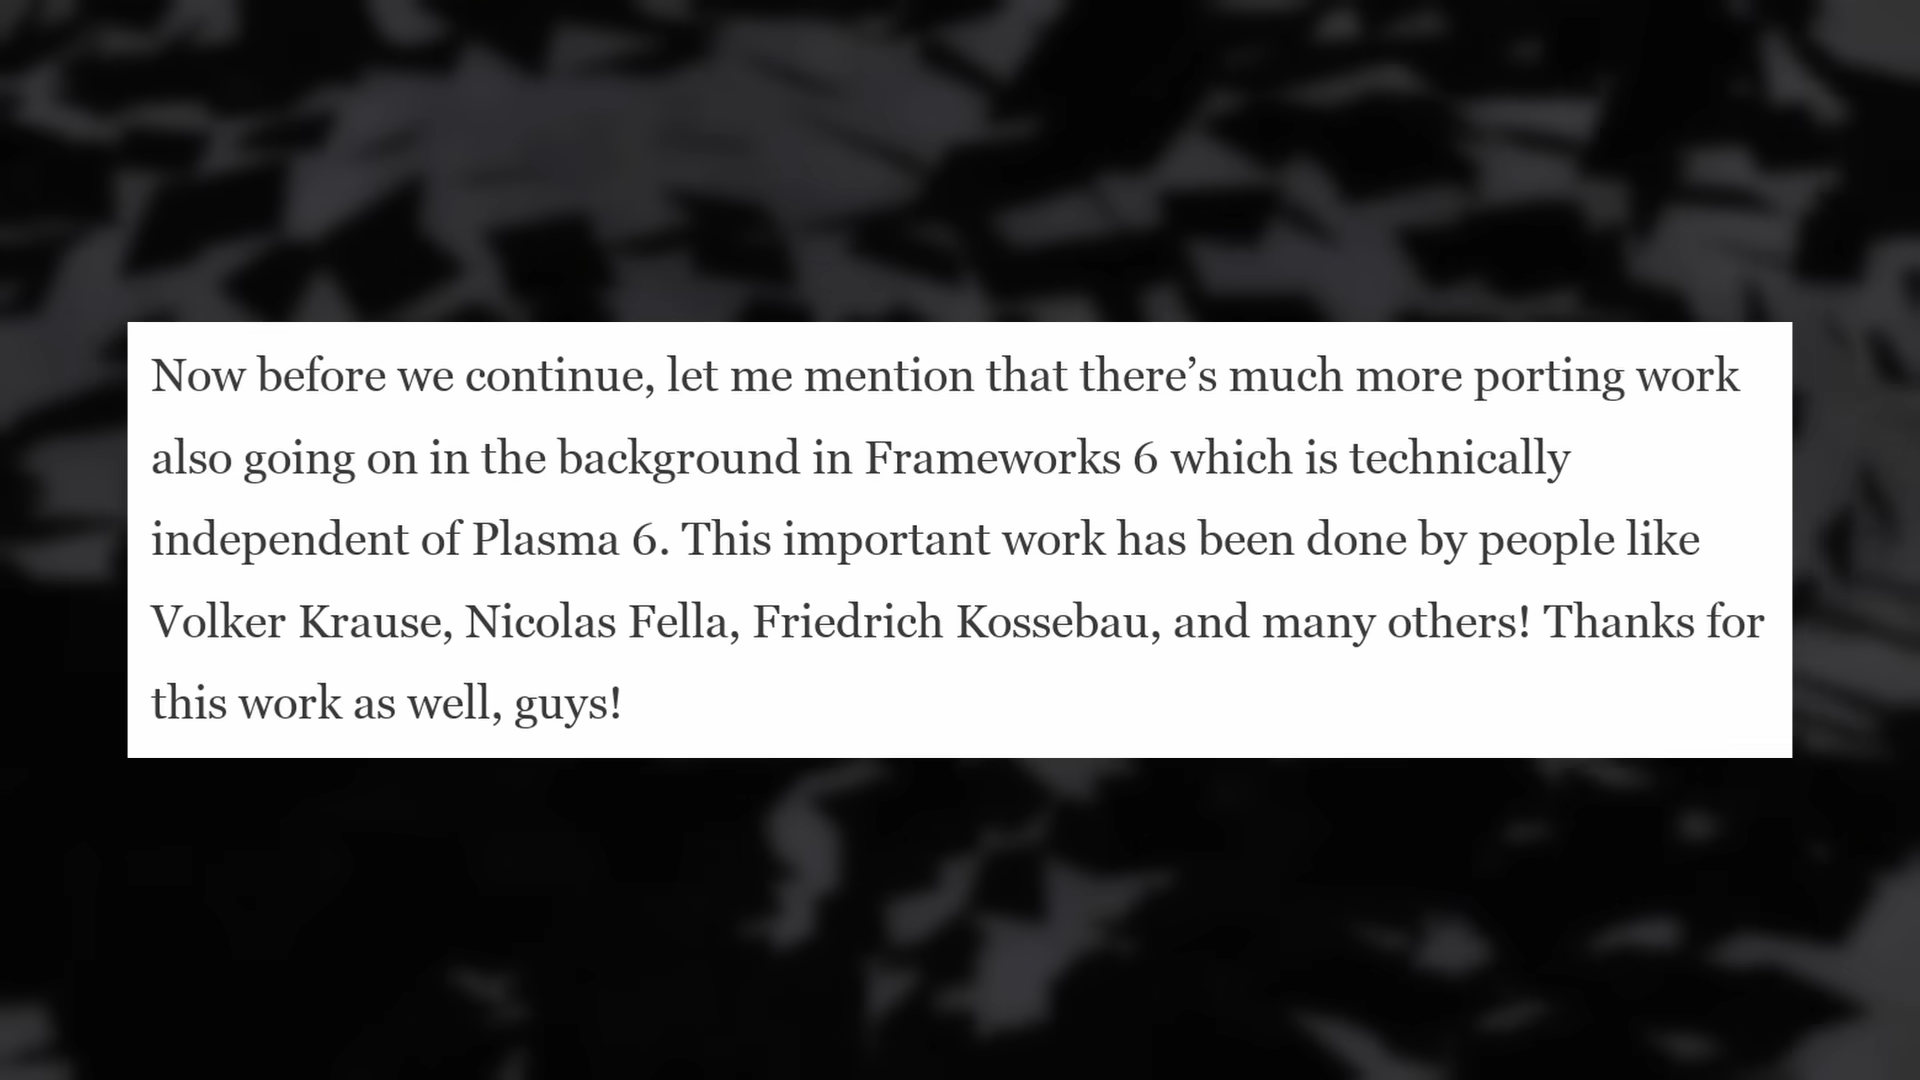 Now before we continue, let me mention that there’s much more porting work
also going on in the background in Frameworks 6 which is technically
independent of Plasma 6. This important work has been done by people like
Volker Krause, Nicolas Fella, Friedrich Kossebau, and many others! Thanks for
this work as well, guys!